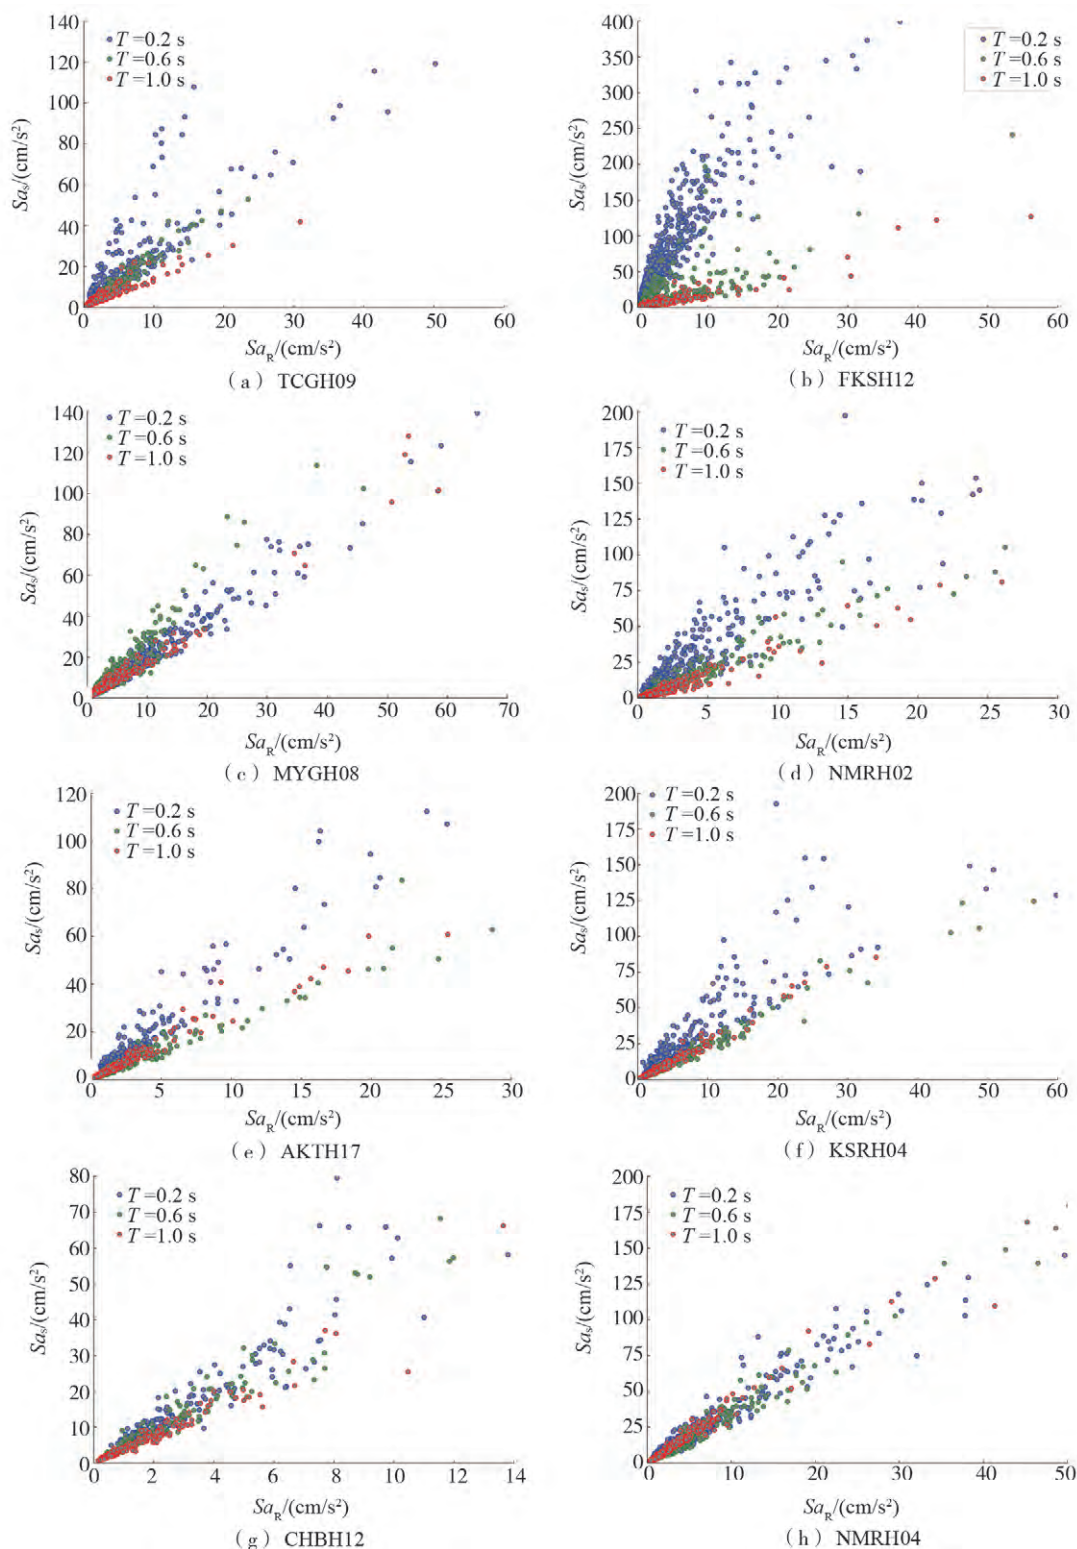 140
120
100
80
60
40
20
0
T=0.2 s
T=0.6 s
T=1.0 s
Saₛ/(cm/s²)
0 10 20 30 40 50 60
Sa_R/(cm/s²)
(a) TCGH09
400
350
300
250
200
150
100
50
0
T=0.2 s
T=0.6 s
T=1.0 s
Saₛ/(cm/s²)
0 10 20 30 40 50 60
Sa_R/(cm/s²)
(b) FKSH12
140
120
100
80
60
40
20
0
T=0.2 s
T=0.6 s
T=1.0 s
Saₛ/(cm/s²)
0 10 20 30 40 50 60 70
Sa_R/(cm/s²)
(c) MYGH08
200
175
150
125
100
75
50
25
0
T=0.2 s
T=0.6 s
T=1.0 s
Saₛ/(cm/s²)
0 5 10 15 20 25 30
Sa_R/(cm/s²)
(d) NMRH02
120
100
80
60
40
20
0
T=0.2 s
T=0.6 s
T=1.0 s
Saₛ/(cm/s²)
0 5 10 15 20 25 30
Sa_R/(cm/s²)
(e) AKTH17
200
175
150
125
100
75
50
25
0
T=0.2 s
T=0.6 s
T=1.0 s
Saₛ/(cm/s²)
0 10 20 30 40 50 60
Sa_R/(cm/s²)
(f) KSRH04
80
70
60
50
40
30
20
10
0
T=0.2 s
T=0.6 s
T=1.0 s
Saₛ/(cm/s²)
0 2 4 6 8 10 12 14
Sa_R/(cm/s²)
(g) CHBH12
200
175
150
125
100
75
50
25
0
T=0.2 s
T=0.6 s
T=1.0 s
Saₛ/(cm/s²)
0 10 20 30 40 50
Sa_R/(cm/s²)
(h) NMRH04